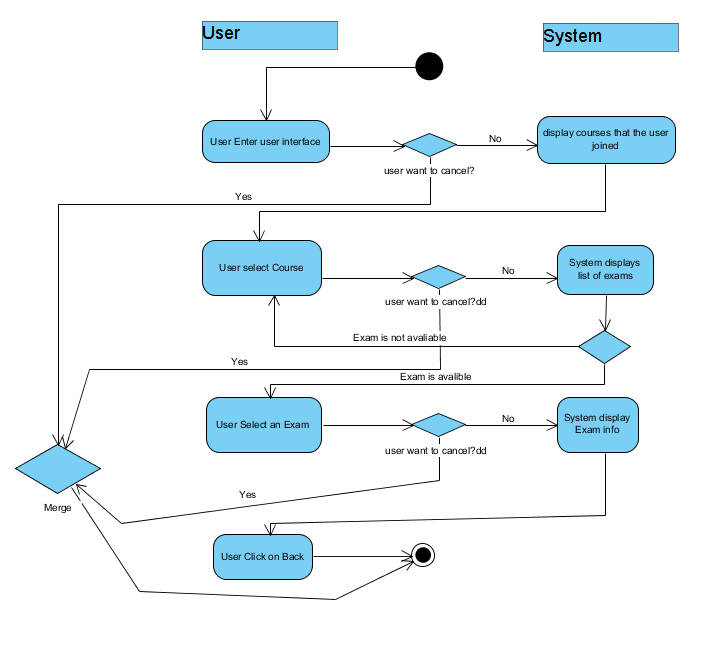 User
System
User Enter user interface
No
display courses that the user
joined
user want to cancel?
Yes
User select Course
No
System displays
list of exams
user want to cancel?dd
Exam is not avaliable
Yes
Exam is avalible
User Select an Exam
No
System display
Exam info
user want to cancel?dd
Yes
Merge
User Click on Back